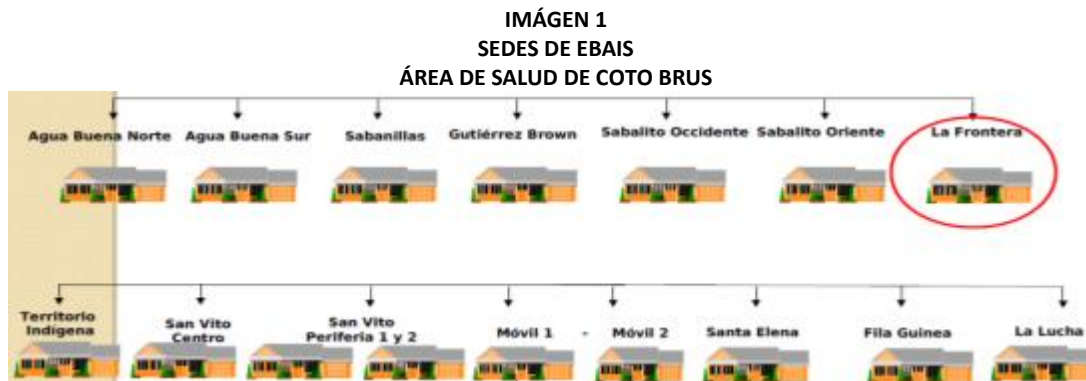 IMÁGEN 1
SEDES DE EBAIS
ÁREA DE SALUD DE COTO BRUS
Agua Buena Norte
Agua Buena Sur
Sabanillas
Gutiérrez Brown
Sabalito Occidente
Sabalito Oriente
La Frontera
Territorio
Indígena
San Vito
Centro
San Vito
Periferia 1 y 2
Móvil 1 - Móvil 2
Santa Elena
Fila Guinea
La Lucha